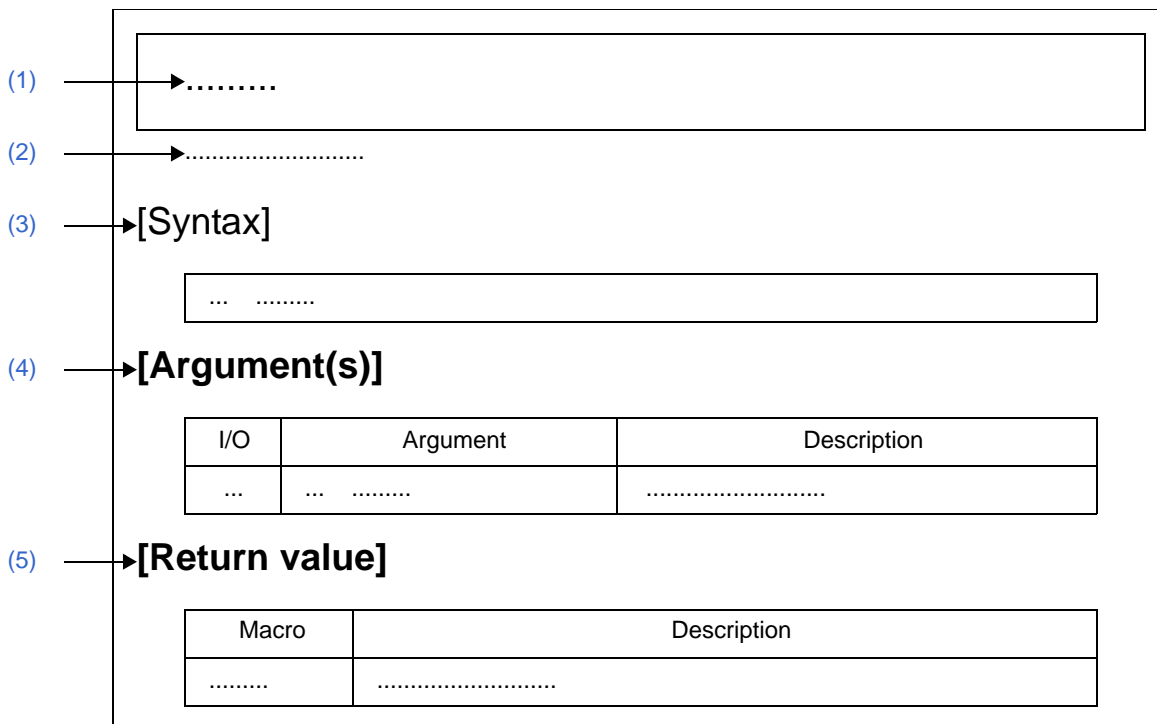 (1) .........
(2) ...........................
(3) [Syntax]
... .........
(4) [Argument(s)]
I/O Argument Description
... ... ......... ...........................
(5) [Return value]
Macro Description
......... ...........................